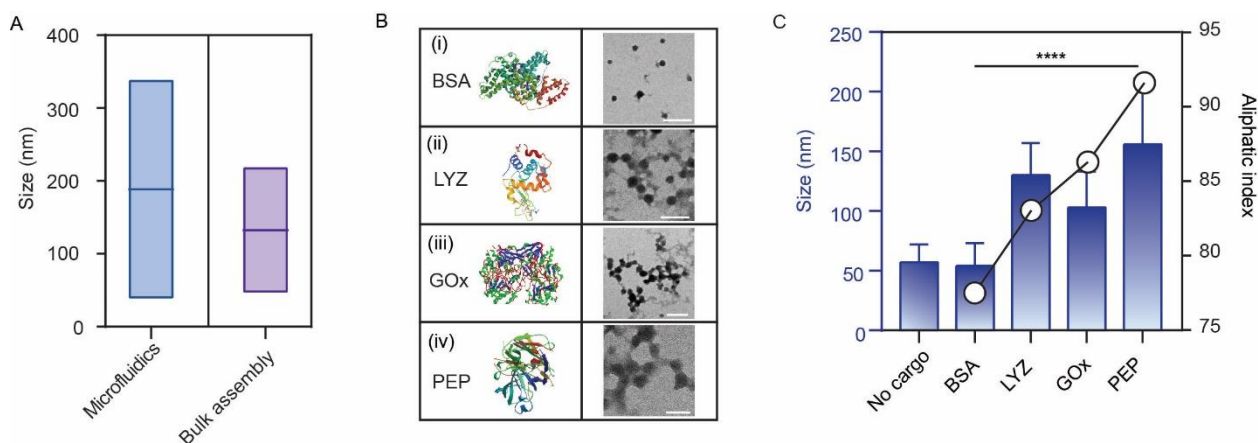 A
400
300
200
100
0
Size (nm)
Microfluidics
Bulk assembly
B
(i)
BSA
(ii)
LYZ
(iii)
GOx
(iv)
PEP
C
250
200
150
100
50
0
Size (nm)
****
95
90
85
80
75
Aliphatic index
No cargo
BSA
LYZ
GOx
PEP